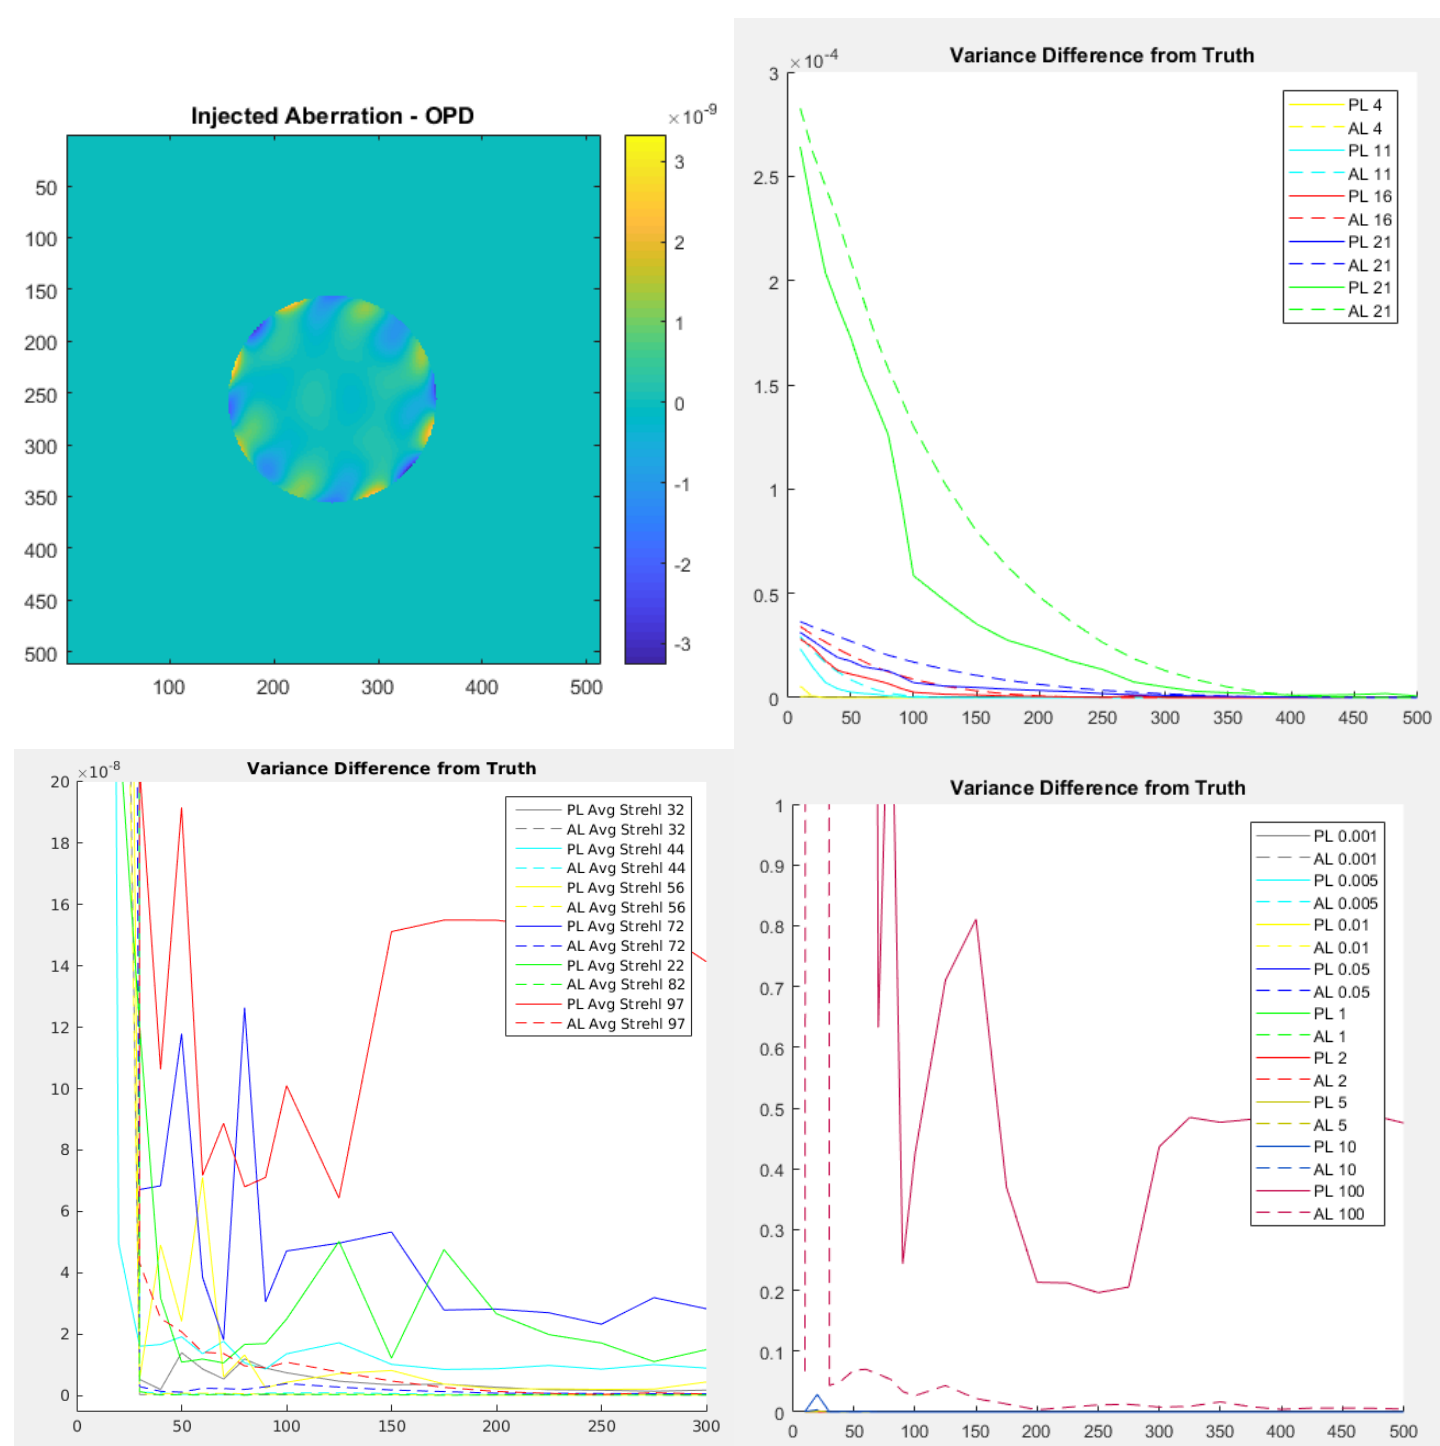 Injected Aberration - OPD
×10-9
50
100
150
200
250
300
350
400
450
500
100
200
300
400
500
3
2
1
0
-1
-2
-3
Variance Difference from Truth
×10-4
3
2.5
2
1.5
1
0.5
0
0
50
100
150
200
250
300
350
400
450
500
PL 4
AL 4
PL 11
AL 11
PL 16
AL 16
PL 21
AL 21
PL 21
AL 21
Variance Difference from Truth
×10-8
20
18
16
14
12
10
8
6
4
2
0
0
50
100
150
200
250
300
PL Avg Strehl 32
AL Avg Strehl 32
PL Avg Strehl 44
AL Avg Strehl 44
PL Avg Strehl 56
AL Avg Strehl 56
PL Avg Strehl 72
AL Avg Strehl 72
PL Avg Strehl 22
AL Avg Strehl 82
PL Avg Strehl 97
AL Avg Strehl 97
Variance Difference from Truth
1
0.9
0.8
0.7
0.6
0.5
0.4
0.3
0.2
0.1
0
0
50
100
150
200
250
300
350
400
450
500
PL 0.001
AL 0.001
PL 0.005
AL 0.005
PL 0.01
AL 0.01
PL 0.05
AL 0.05
PL 1
AL 1
PL 2
AL 2
PL 5
AL 5
PL 10
AL 10
PL 100
AL 100